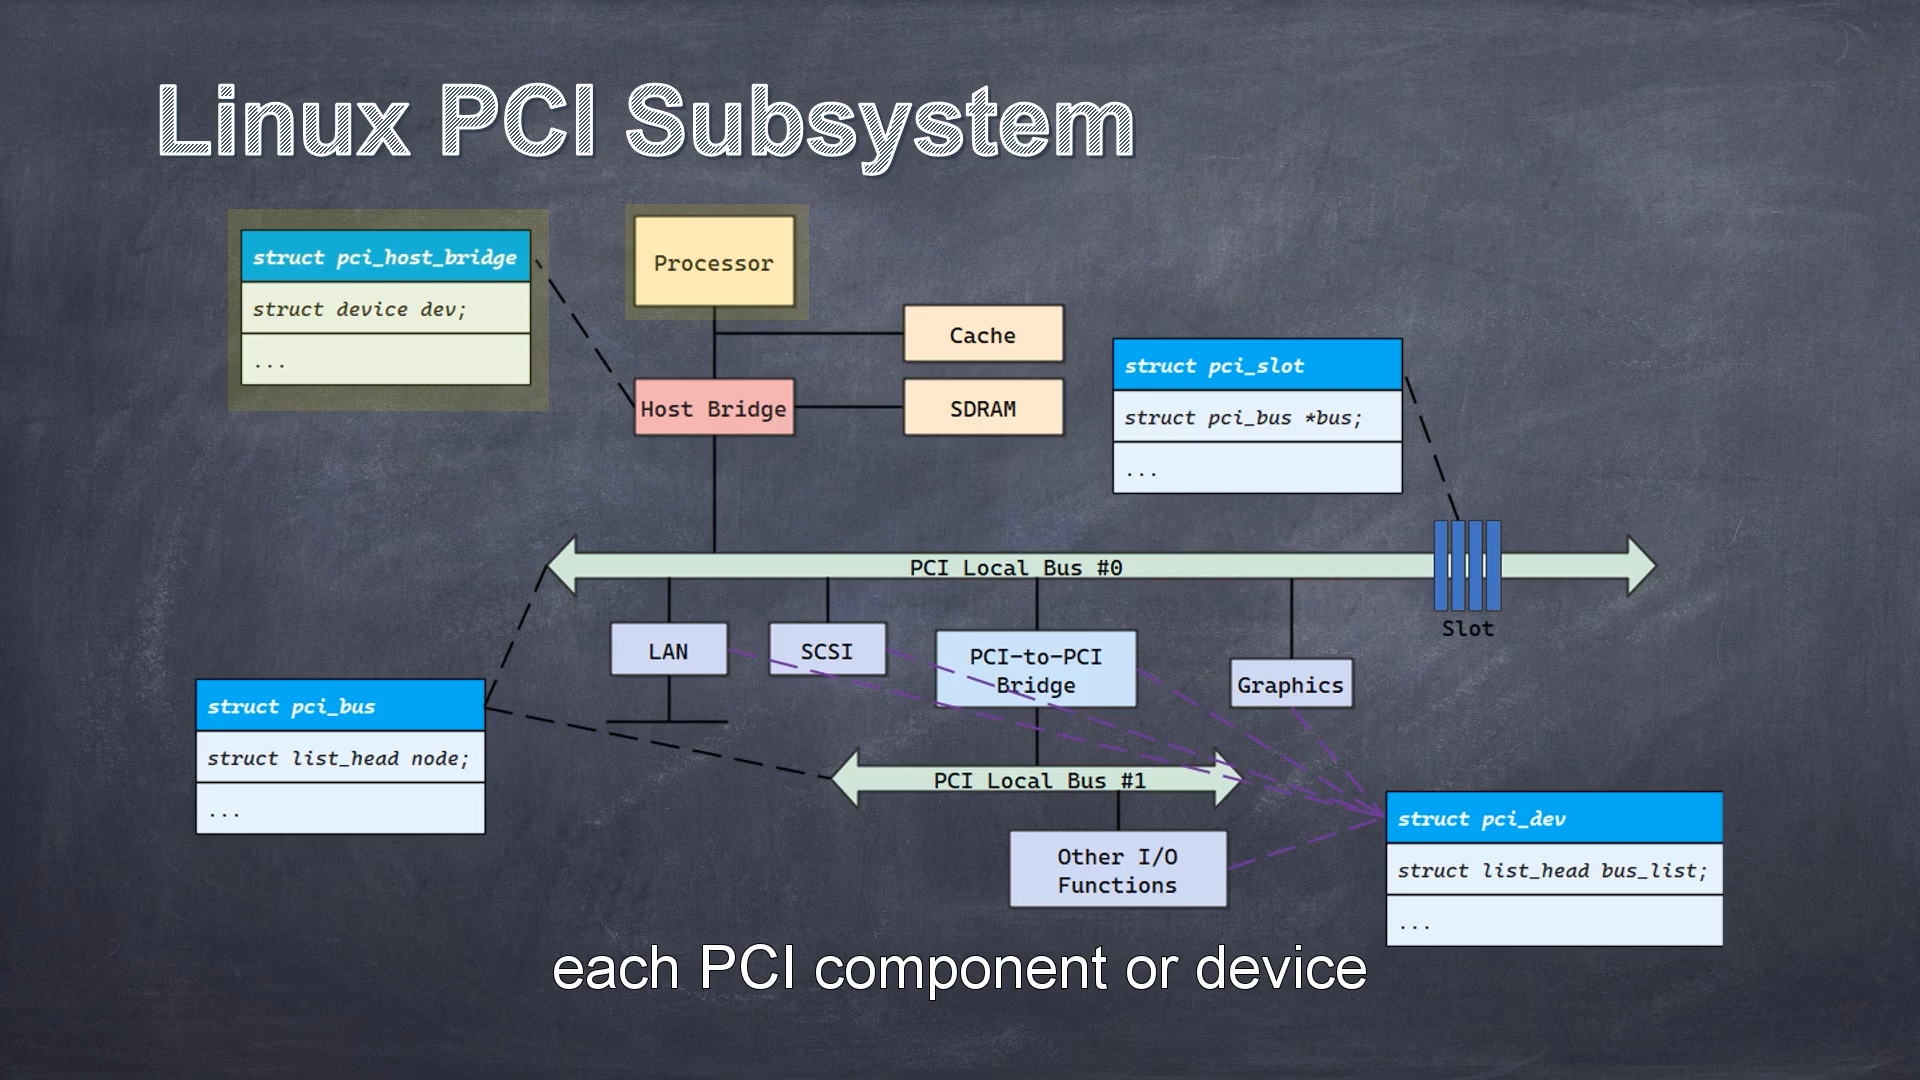 Linux PCI Subsystem
struct pci_host_bridge
struct device dev;
...
Processor
Cache
Host Bridge
SDRAM
struct pci_slot
struct pci_bus *bus;
...
PCI Local Bus #0
Slot
LAN
SCSI
PCI-to-PCI
Bridge
Graphics
struct pci_bus
struct list_head node;
...
PCI Local Bus #1
Other I/O
Functions
struct pci_dev
struct list_head bus_list;
...
each PCI component or device